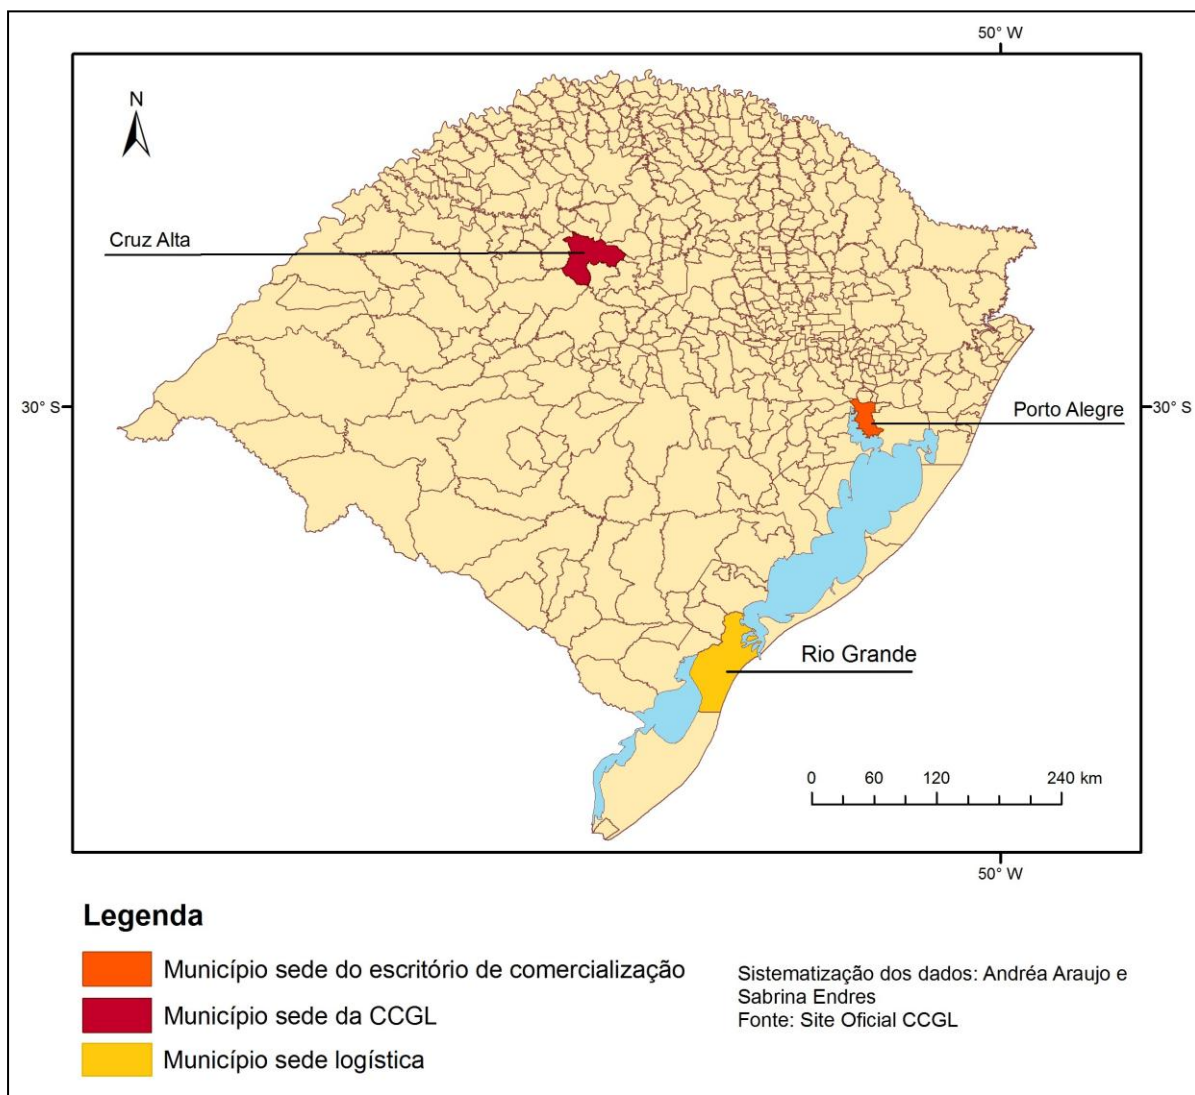 50° W
N
Cruz Alta
30° S
30° S
Porto Alegre
Rio Grande
0 60 120 240 km
50° W
Legenda
Município sede do escritório de comercialização
Município sede da CCGL
Município sede logística
Sistematização dos dados: Andréa Araujo e
Sabrina Endres
Fonte: Site Oficial CCGL